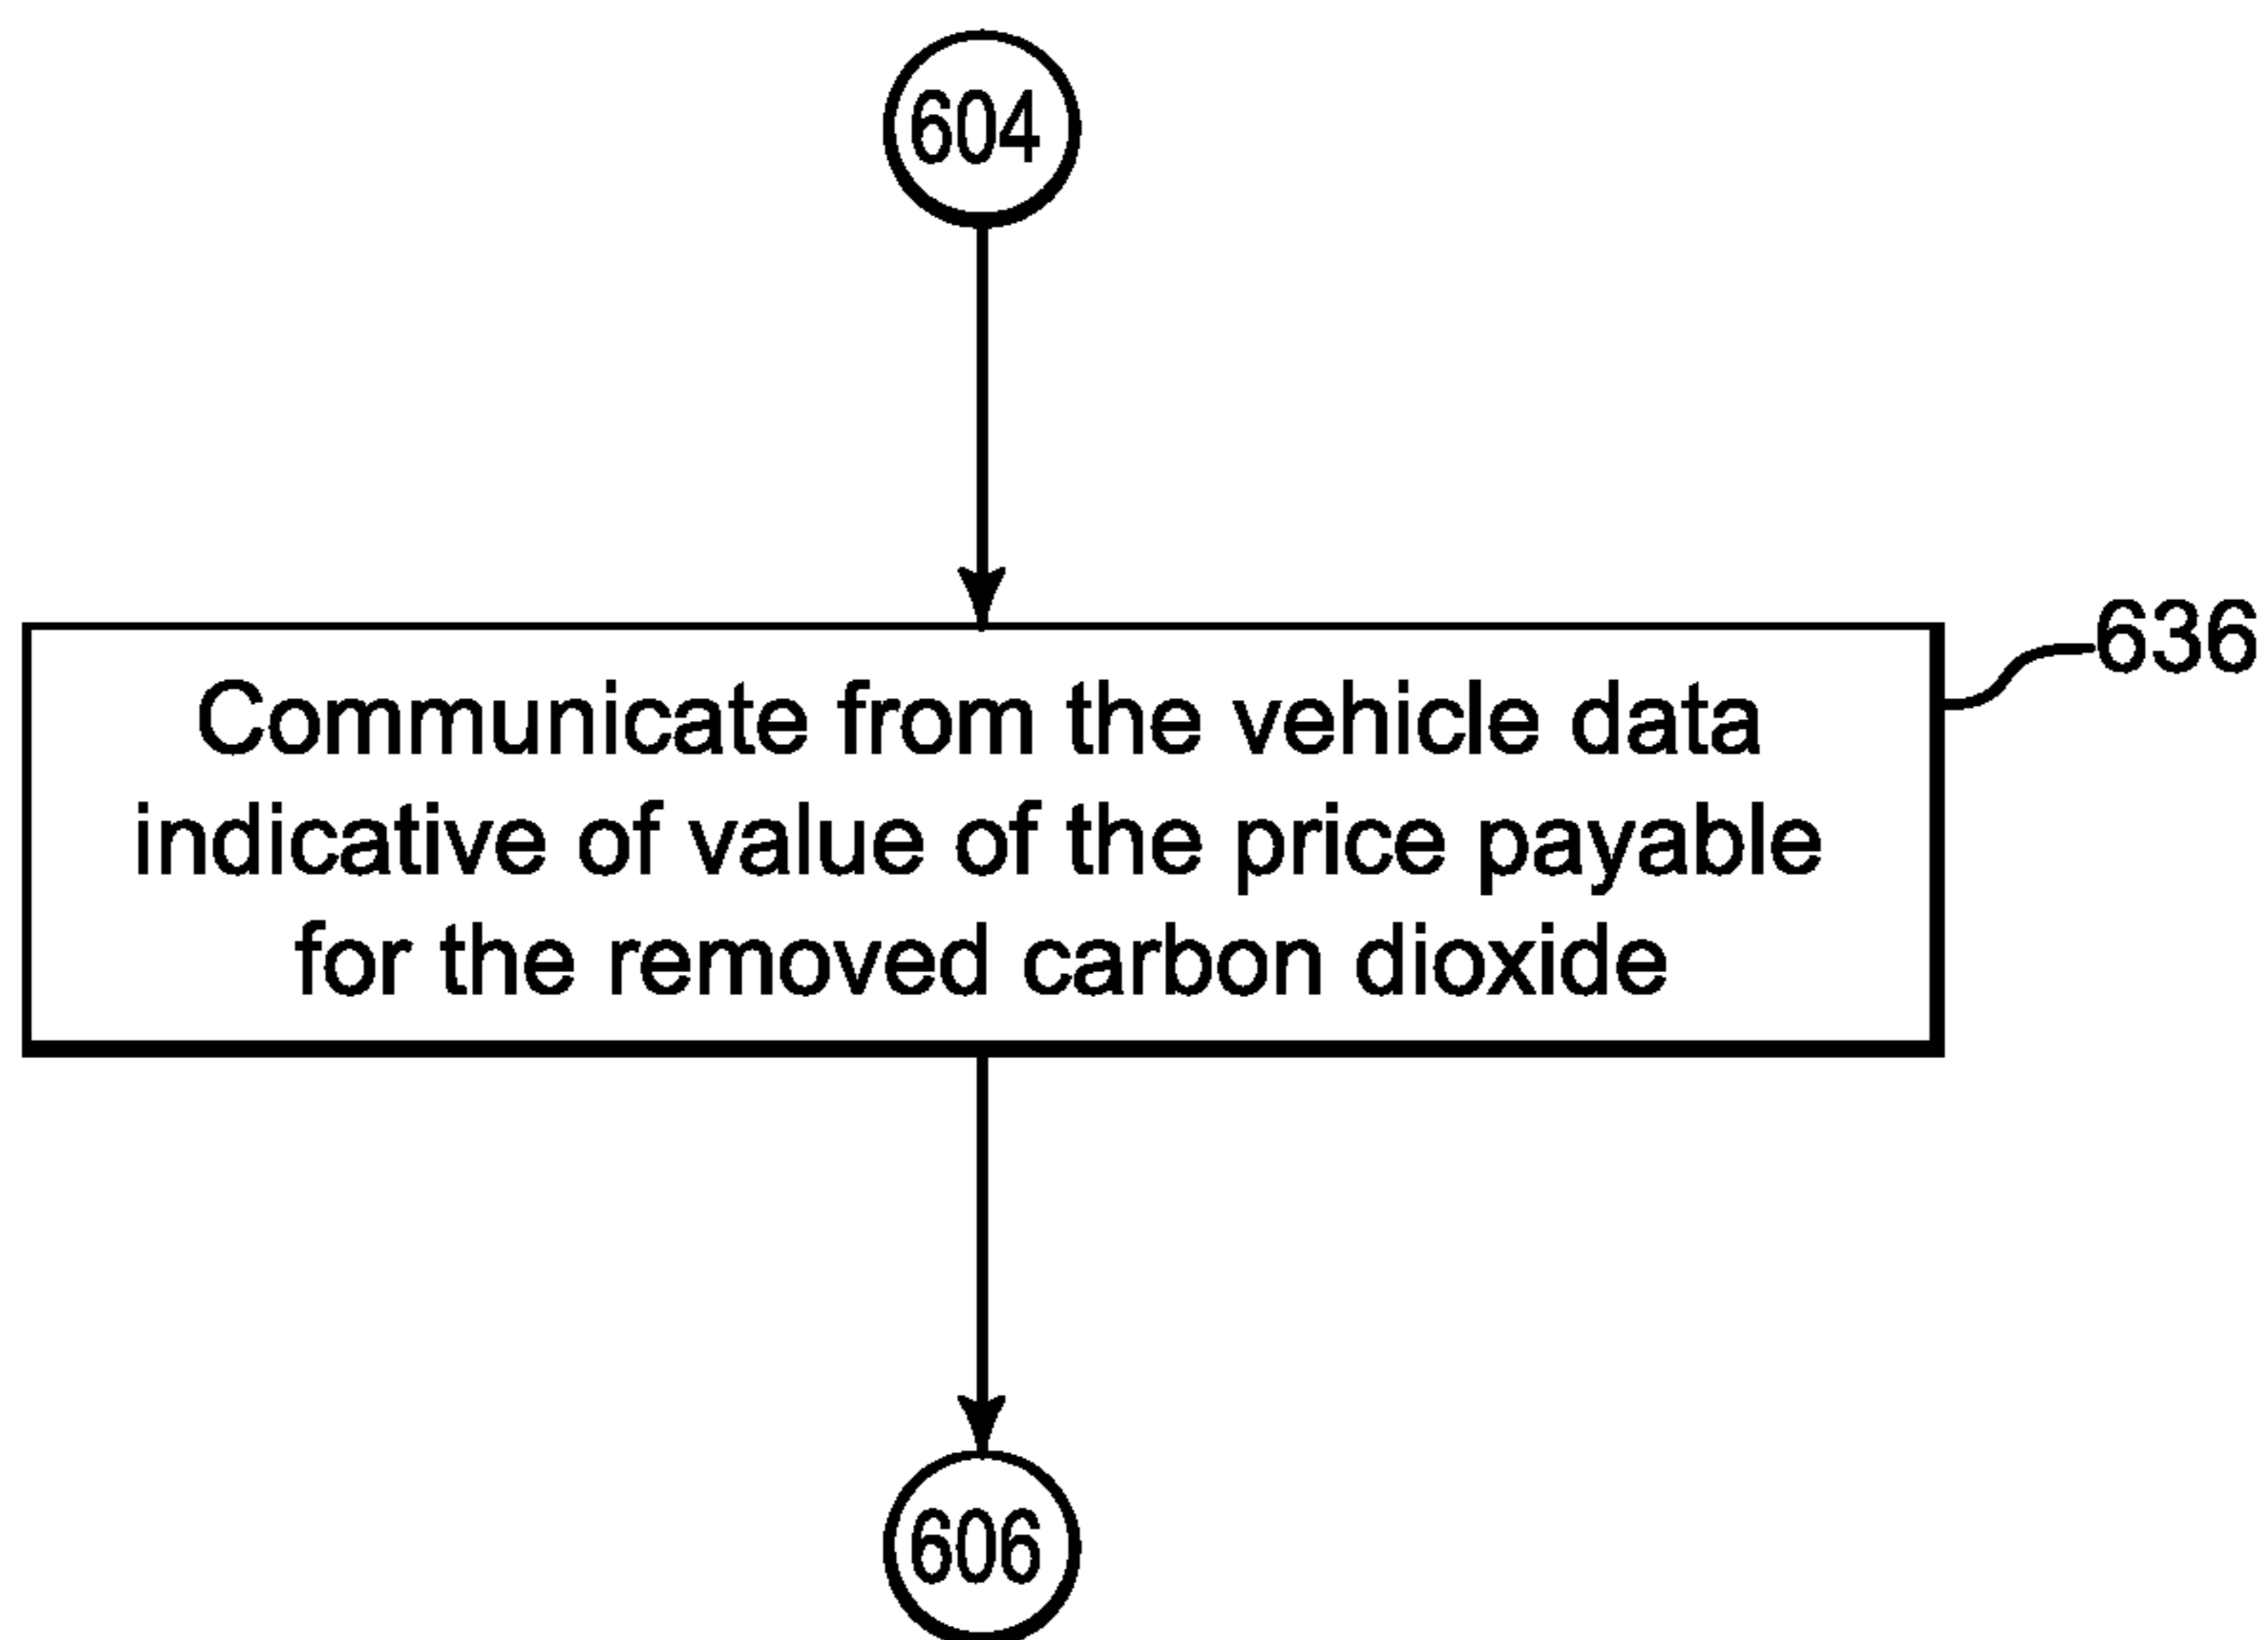 604
636
Communicate from the vehicle data
indicative of value of the price payable
for the removed carbon dioxide
606